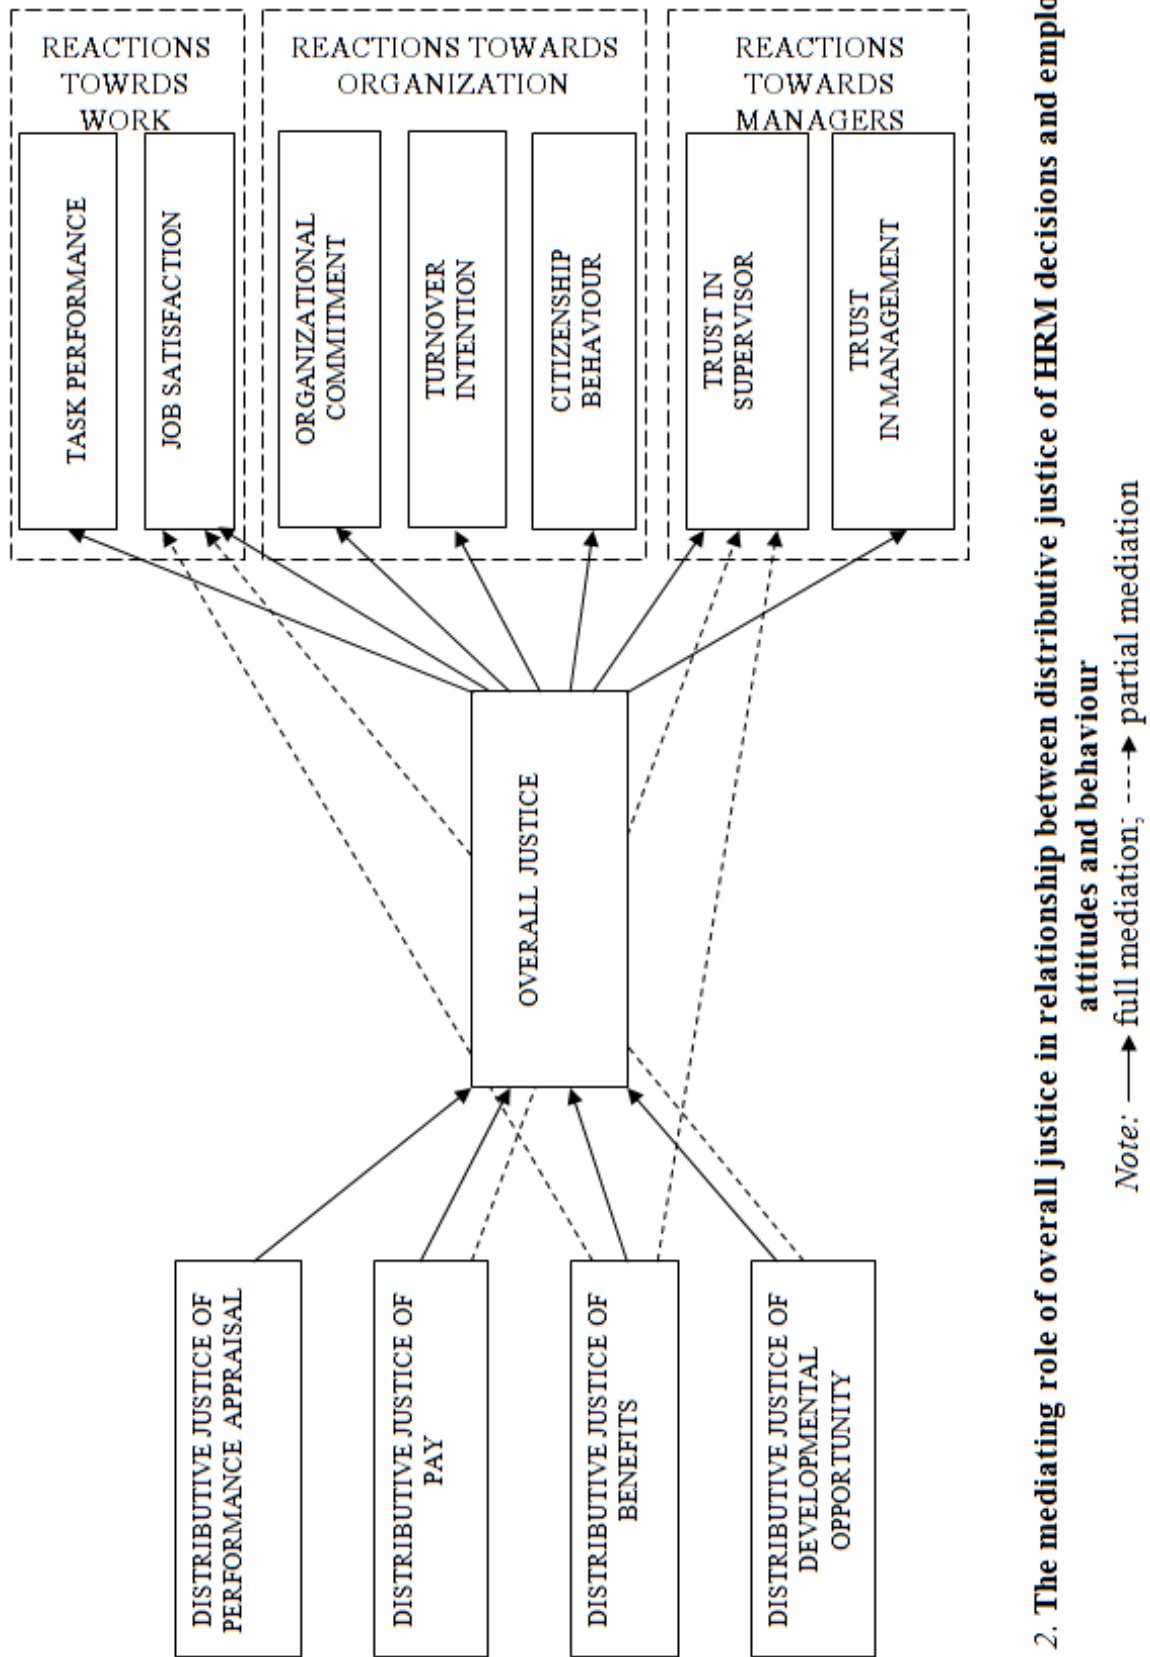 REACTIONS
TOWRDS
WORK
REACTIONS TOWARDS
ORGANIZATION
REACTIONS
TOWARDS
MANAGERS
TASK PERFORMANCE
JOB SATISFACTION
ORGANIZATIONAL
COMMITMENT
TURNOVER
INTENTION
CITIZENSHIP
BEHAVIOUR
TRUST IN
SUPERVISOR
TRUST
IN MANAGEMENT
OVERALL JUSTICE
DISTRIBUTIVE JUSTICE OF
PERFORMANCE APPRAISAL
DISTRIBUTIVE JUSTICE OF
PAY
DISTRIBUTIVE JUSTICE OF
BENEFITS
DISTRIBUTIVE JUSTICE OF
DEVELOPMENTAL
OPPORTUNITY
2. The mediating role of overall justice in relationship between distributive justice of HRM decisions and emplo
attitudes and behaviour
Note: → full mediation; ----→ partial mediation